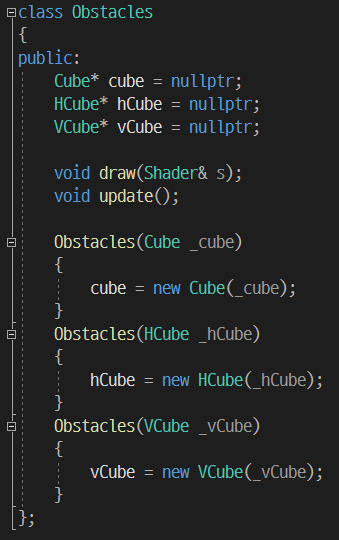 class Obstacles
{
public:
    Cube* cube = nullptr;
    HCube* hCube = nullptr;
    VCube* vCube = nullptr;

    void draw(Shader& s);
    void update();

    Obstacles(Cube _cube)
    {
        cube = new Cube(_cube);
    }
    Obstacles(HCube _hCube)
    {
        hCube = new HCube(_hCube);
    }
    Obstacles(VCube _vCube)
    {
        vCube = new VCube(_vCube);
    }
};